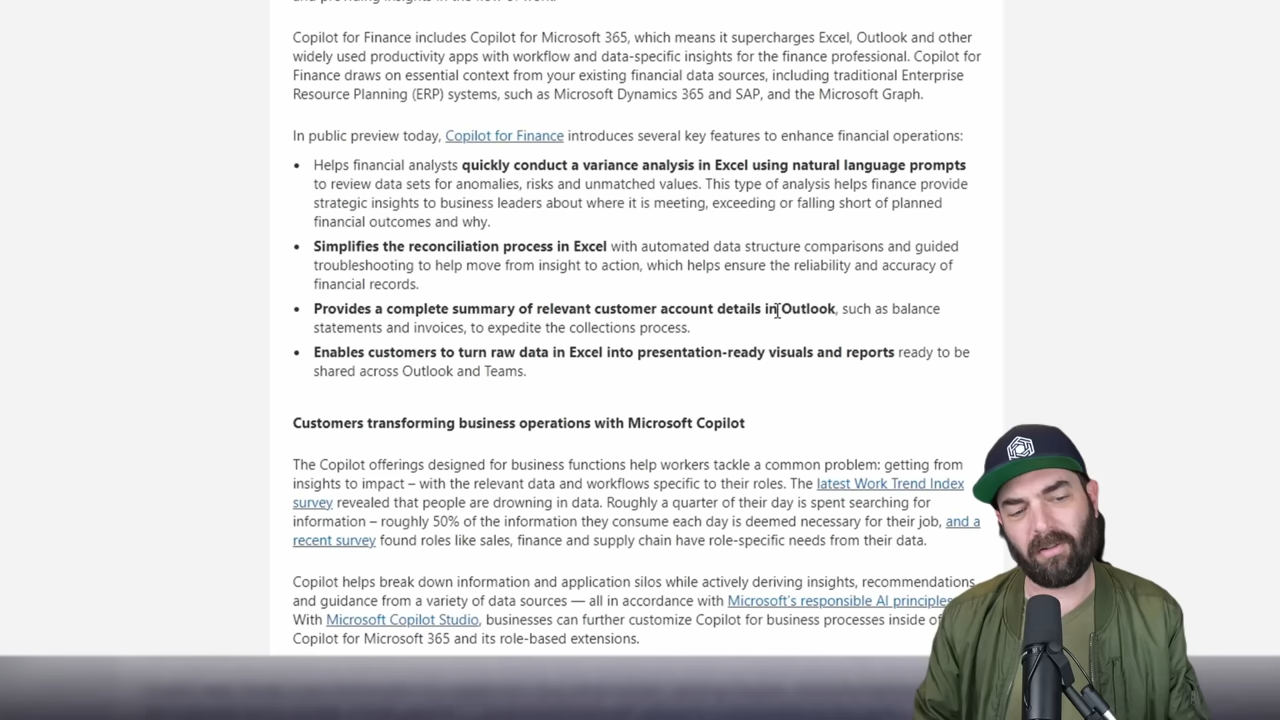 Copilot for Finance includes Copilot for Microsoft 365, which means it supercharges Excel, Outlook and other
widely used productivity apps with workflow and data-specific insights for the finance professional. Copilot for
Finance draws on essential context from your existing financial data sources, including traditional Enterprise
Resource Planning (ERP) systems, such as Microsoft Dynamics 365 and SAP, and the Microsoft Graph.
In public preview today, Copilot for Finance introduces several key features to enhance financial operations:
• Helps financial analysts quickly conduct a variance analysis in Excel using natural language prompts
to review data sets for anomalies, risks and unmatched values. This type of analysis helps finance provide
strategic insights to business leaders about where it is meeting, exceeding or falling short of planned
financial outcomes and why.
• Simplifies the reconciliation process in Excel with automated data structure comparisons and guided
troubleshooting to help move from insight to action, which helps ensure the reliability and accuracy of
financial records.
• Provides a complete summary of relevant customer account details in Outlook, such as balance
statements and invoices, to expedite the collections process.
• Enables customers to turn raw data in Excel into presentation-ready visuals and reports ready to be
shared across Outlook and Teams.
Customers transforming business operations with Microsoft Copilot
The Copilot offerings designed for business functions help workers tackle a common problem: getting from
insights to impact – with the relevant data and workflows specific to their roles. The latest Work Trend Index
survey revealed that people are drowning in data. Roughly a quarter of their day is spent searching for
information – roughly 50% of the information they consume each day is deemed necessary for their job, and a
recent survey found roles like sales, finance and supply chain have role-specific needs from their data.
Copilot helps break down information and application silos while actively deriving insights, recommendations
and guidance from a variety of data sources — all in accordance with Microsoft's responsible AI principles
With Microsoft Copilot Studio, businesses can further customize Copilot for business processes inside of
Copilot for Microsoft 365 and its role-based extensions.